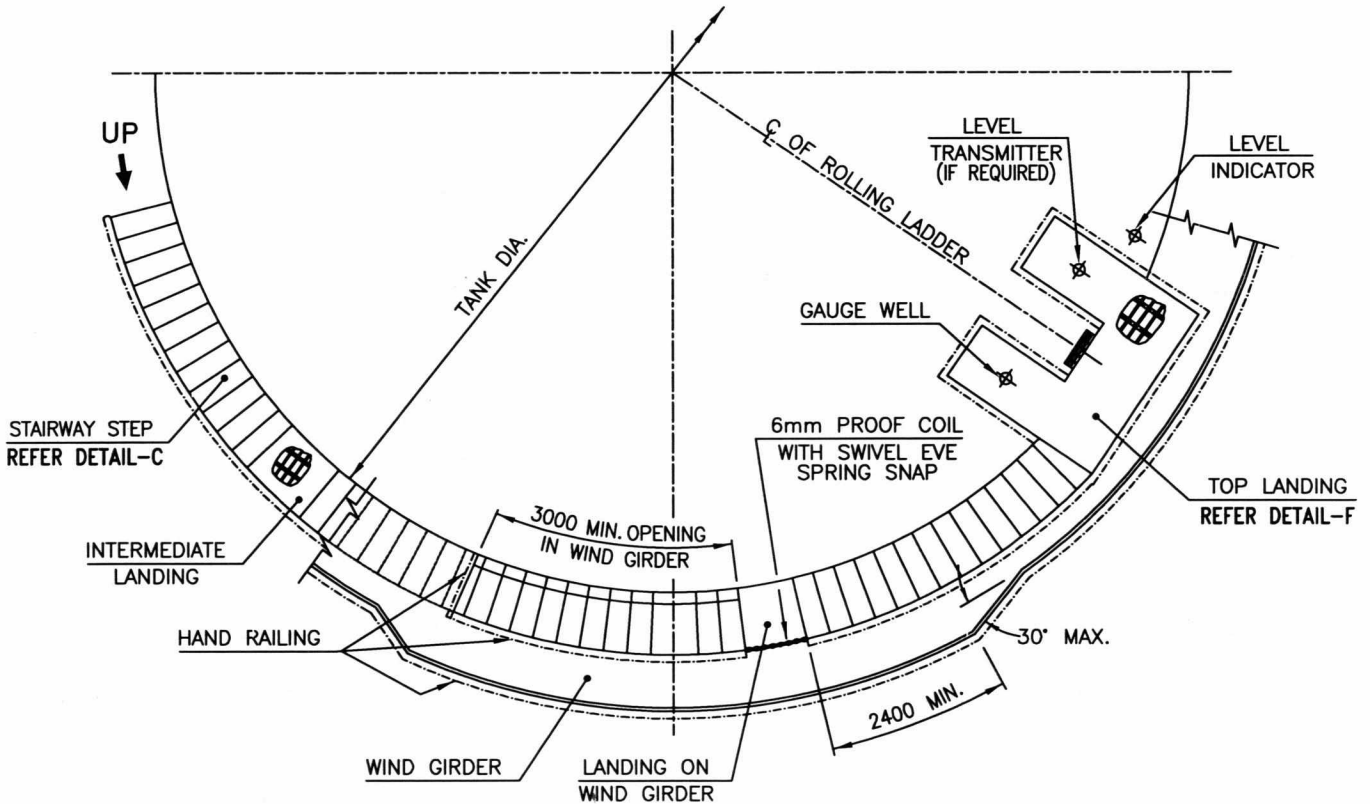 UP
TANK DIA.
℄ OF ROLLING LADDER
LEVEL
TRANSMITTER
(IF REQUIRED)
LEVEL
INDICATOR
GAUGE WELL
STAIRWAY STEP
REFER DETAIL-C
6mm PROOF COIL
WITH SWIVEL EVE
SPRING SNAP
TOP LANDING
REFER DETAIL-F
3000 MIN. OPENING
IN WIND GIRDER
INTERMEDIATE
LANDING
HAND RAILING
30° MAX.
2400 MIN.
WIND GIRDER
LANDING ON
WIND GIRDER